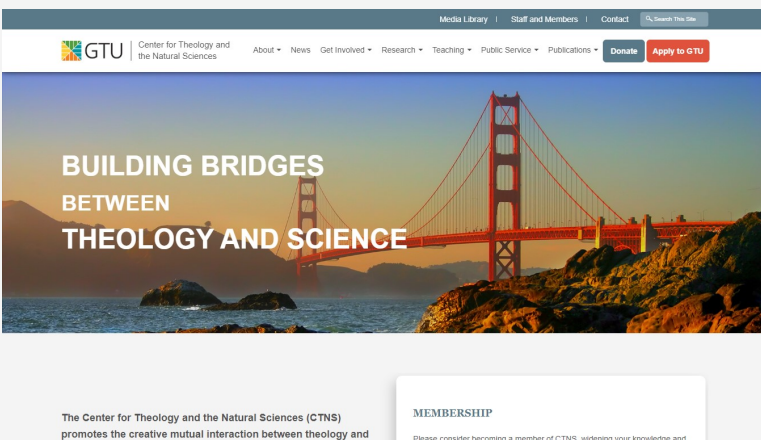 Media Library | Staff and Members | Contact Search This Site
GTU | Center for Theology and
the Natural Sciences
About News Get Involved Research Teaching Public Service Publications Donate Apply to GTU
BUILDING BRIDGES
BETWEEN
THEOLOGY AND SCIENCE
The Center for Theology and the Natural Sciences (CTNS)
promotes the creative mutual interaction between theology and
MEMBERSHIP
Please consider becoming a member of CTNS, widening your knowledge and